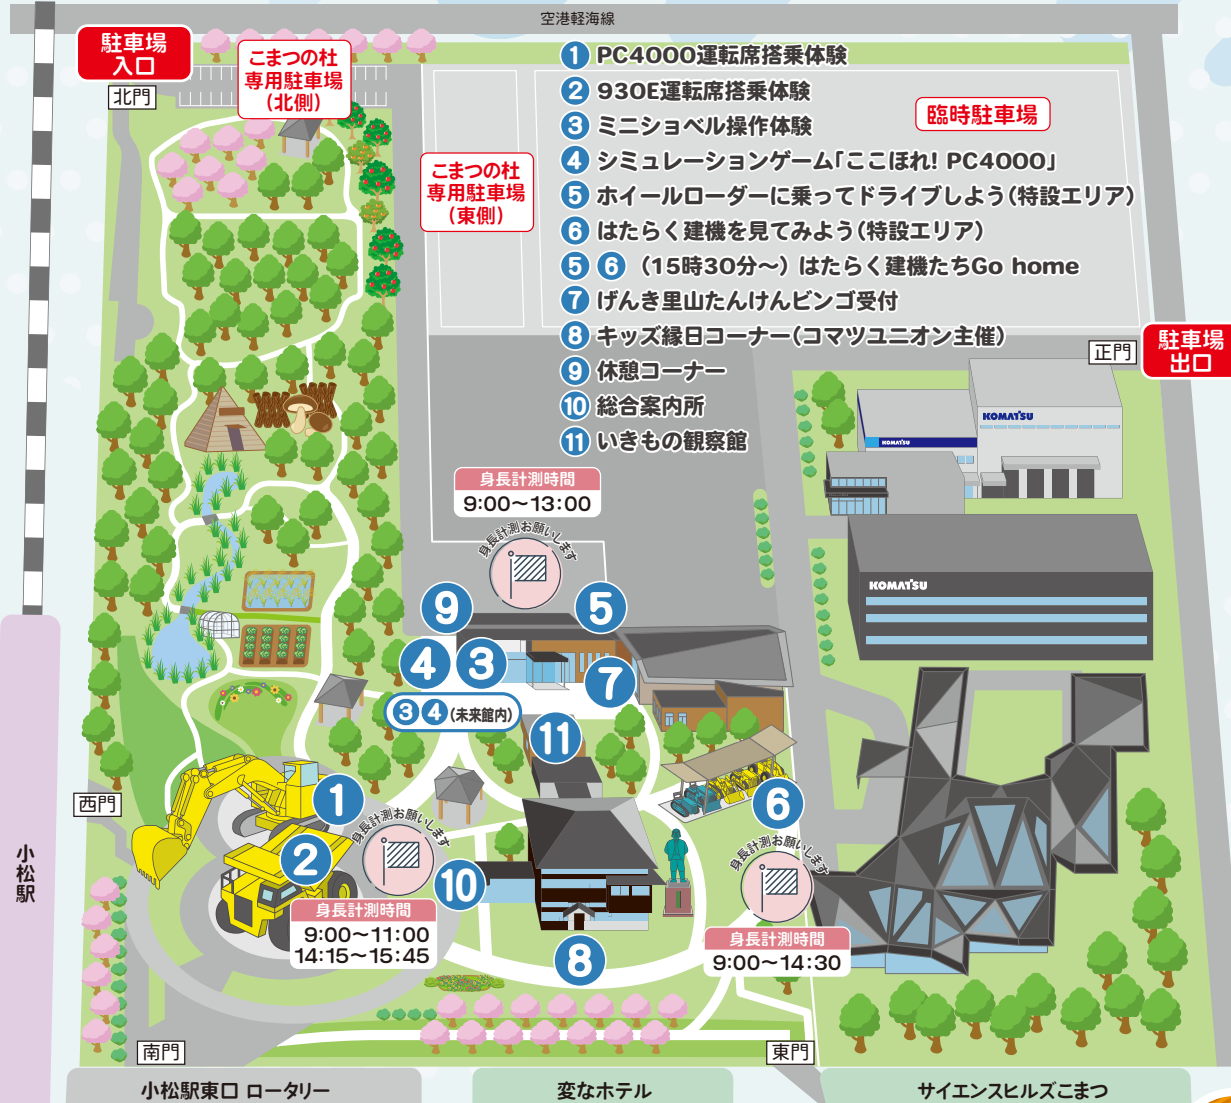 空港軽海線
駐車場
入口
北門
こまつの杜
専用駐車場
(北側)
こまつの杜
専用駐車場
(東側)
臨時駐車場
1 PC4000運転席搭乗体験
2 930E運転席搭乗体験
3 ミニショベル操作体験
4 シミュレーションゲーム「ここほれ! PC4000」
5 ホイールローダーに乗ってドライブしよう(特設エリア)
6 はたらく建機を見てみよう(特設エリア)
5 6 (15時30分〜) はたらく建機たちGo home
7 げんき里山たんけんビンゴ受付
8 キッズ縁日コーナー(コマツユニオン主催)
9 休憩コーナー
10 総合案内所
11 いきもの観察館
正門
駐車場
出口
KOMATSU
KOMATSU
KOMATSU
身長計測時間
9:00〜13:00
身長計測お願いします
9
5
4
3
7
3 4 (未来館内)
11
西門
1
2
身長計測お願いします
10
身長計測時間
9:00〜11:00
14:15〜15:45
6
身長計測お願いします
身長計測時間
9:00〜14:30
8
小松駅
南門
東門
小松駅東口 ロータリー
変なホテル
サイエンスヒルズこまつ